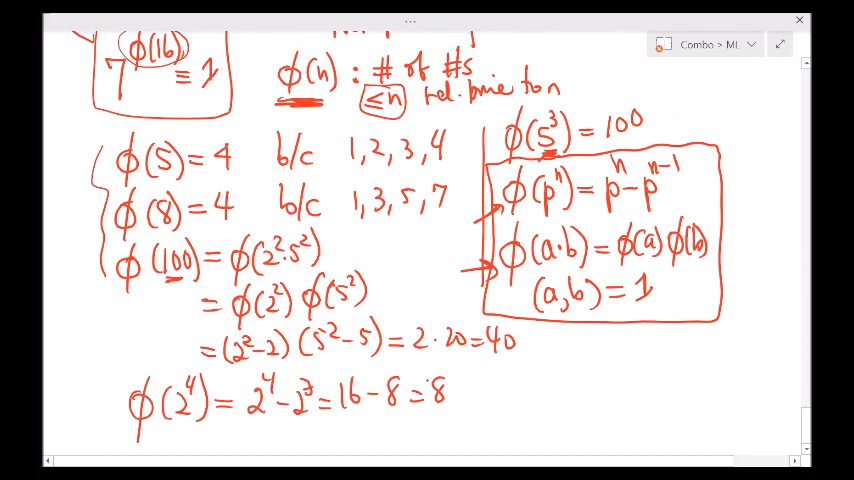 Combo > ML
7^φ(16) ≡ 1
φ(n) : # of #s
≤n rel. prime to n
φ(5³) = 100
φ(5) = 4 b/c 1, 2, 3, 4
φ(pⁿ) = pⁿ - pⁿ⁻¹
φ(8) = 4 b/c 1, 3, 5, 7
φ(a·b) = φ(a) φ(b)
(a,b) = 1
φ(100) = φ(2²·5²)
= φ(2²) φ(5²)
= (2²-2) (5²-5) = 2·20 = 40
φ(2⁴) = 2⁴ - 2³ = 16 - 8 = 8